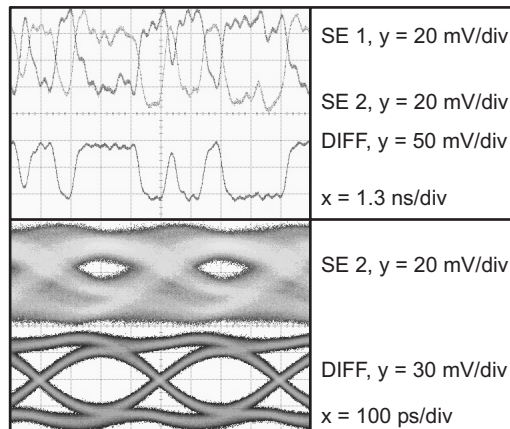 SE 1, y = 20 mV/div
SE 2, y = 20 mV/div
DIFF, y = 50 mV/div
x = 1.3 ns/div
SE 2, y = 20 mV/div
DIFF, y = 30 mV/div
x = 100 ps/div